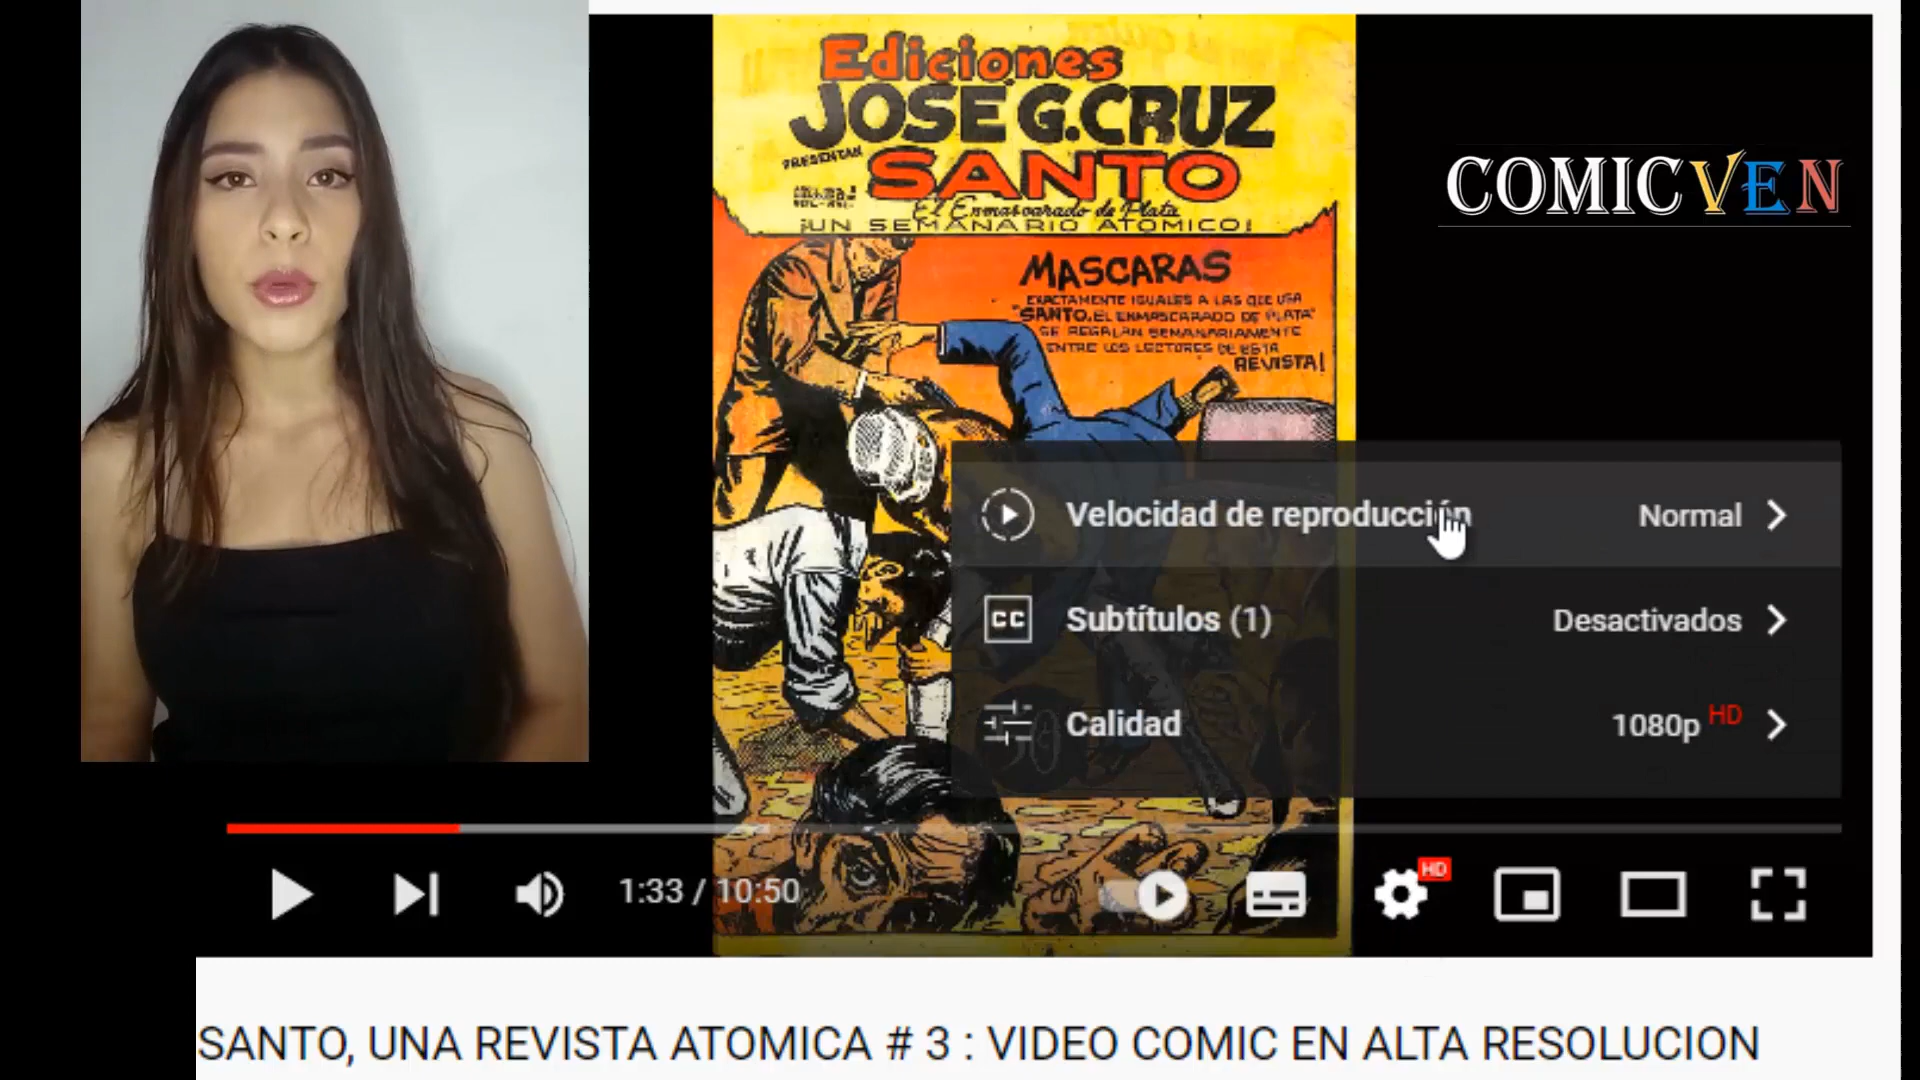 Ediciones
JOSE G. CRUZ
PRESENTAN
SANTO
El Enmascarado de Plata
¡UN SEMANARIO ATOMICO!
COMICVEN
MASCARAS
EXACTAMENTE IGUALES A LAS QUE USA
"SANTO, EL ENMASCARADO DE PLATA"
SE REGALAN SEMANARIAMENTE
ENTRE LOS LECTORES DE ESTA
REVISTA!
Velocidad de reproducción Normal
CC Subtítulos (1) Desactivados
Calidad 1080p HD
1:33 / 10:50
HD
SANTO, UNA REVISTA ATOMICA # 3 : VIDEO COMIC EN ALTA RESOLUCION